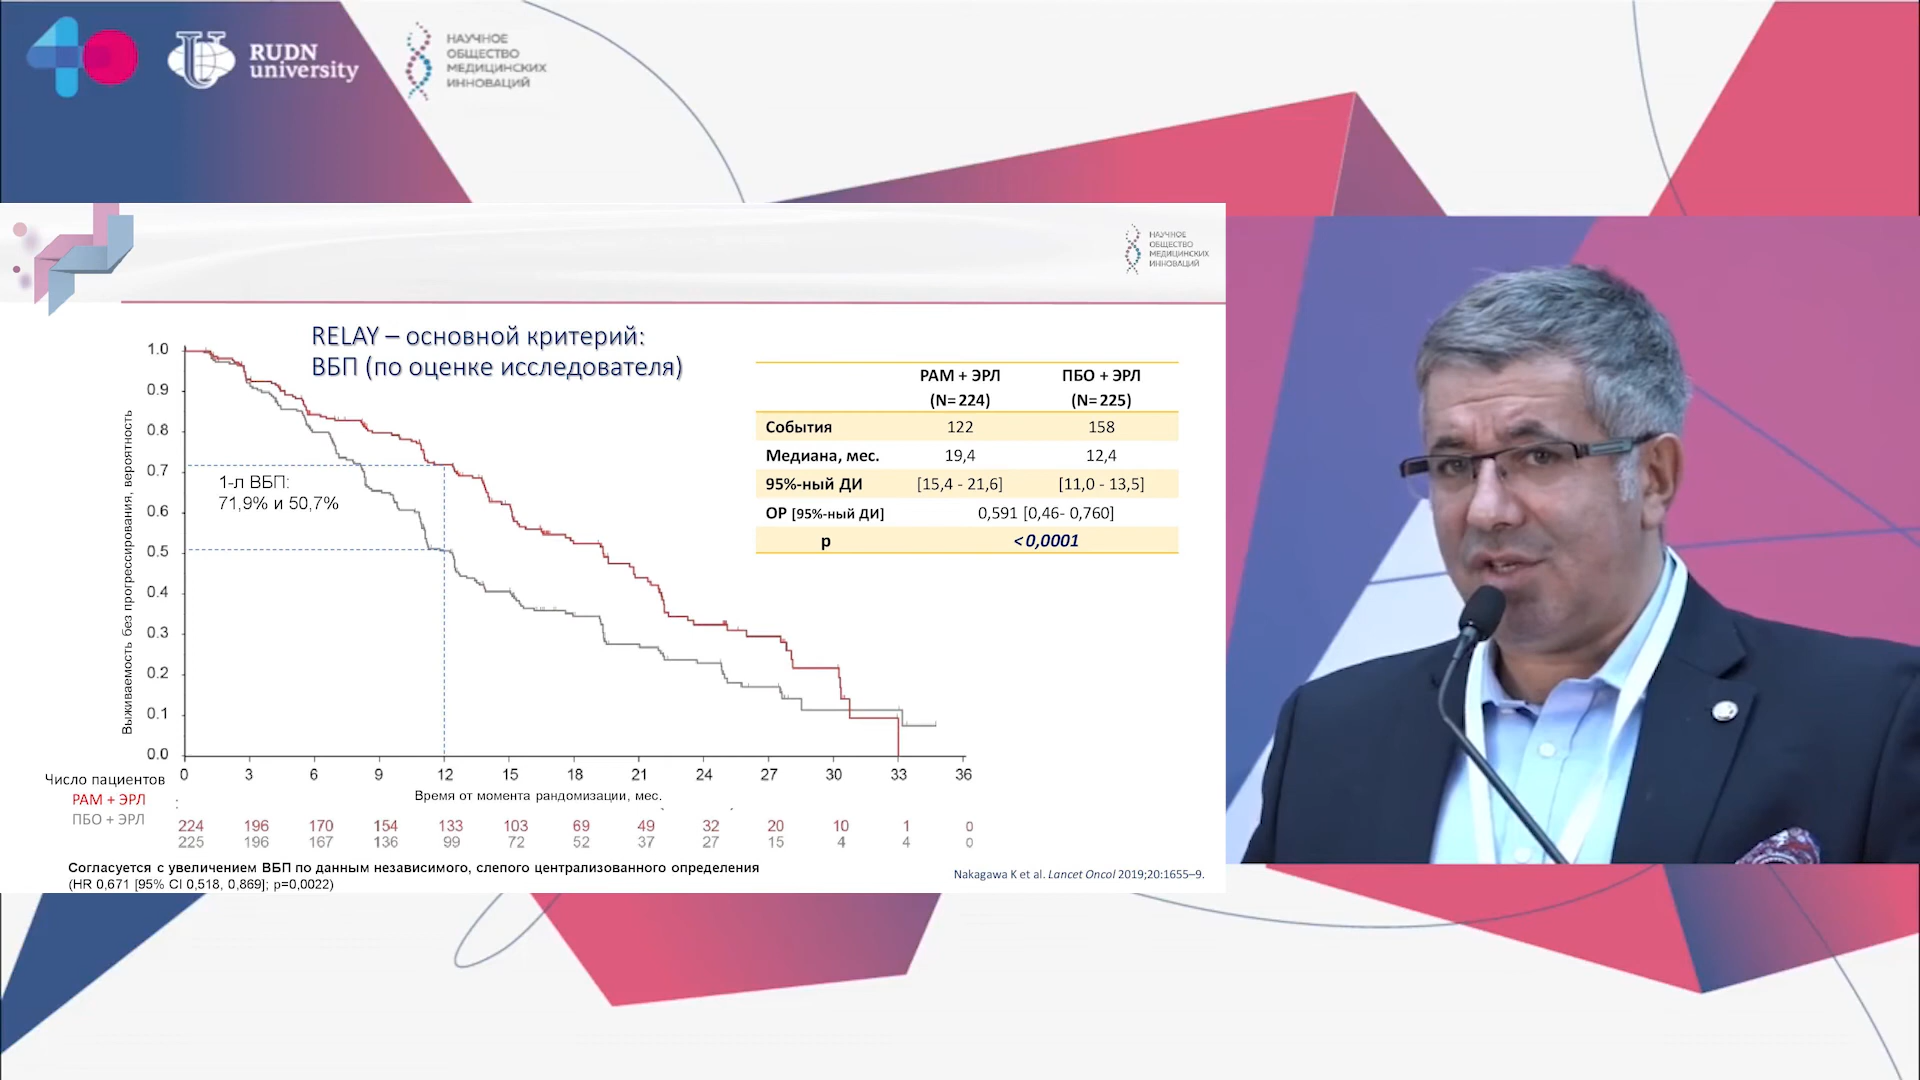 40
RUDN
university
НАУЧНОЕ
ОБЩЕСТВО
МЕДИЦИНСКИХ
ИННОВАЦИЙ
НАУЧНОЕ
ОБЩЕСТВО
МЕДИЦИНСКИХ
ИННОВАЦИЙ
RELAY – основной критерий:
ВБП (по оценке исследователя)
Выживаемость без прогрессирования, вероятность
1.0
0.9
0.8
0.7
0.6
0.5
0.4
0.3
0.2
0.1
0.0
1-л ВБП:
71,9% и 50,7%
0 3 6 9 12 15 18 21 24 27 30 33 36
Время от момента рандомизации, мес.
РАМ + ЭРЛ ПБО + ЭРЛ
(N= 224) (N= 225)
События 122 158
Медиана, мес. 19,4 12,4
95%-ный ДИ [15,4 - 21,6] [11,0 - 13,5]
ОР [95%-ный ДИ] 0,591 [0,46- 0,760]
p <0,0001
Число пациентов
РАМ + ЭРЛ
ПБО + ЭРЛ
224 196 170 154 133 103 69 49 32 20 10 1 0
225 196 167 136 99 72 52 37 27 15 4 4 0
Согласуется с увеличением ВБП по данным независимого, слепого централизованного определения
(HR 0,671 [95% CI 0,518, 0,869]; p=0,0022)
Nakagawa K et al. Lancet Oncol 2019;20:1655–9.